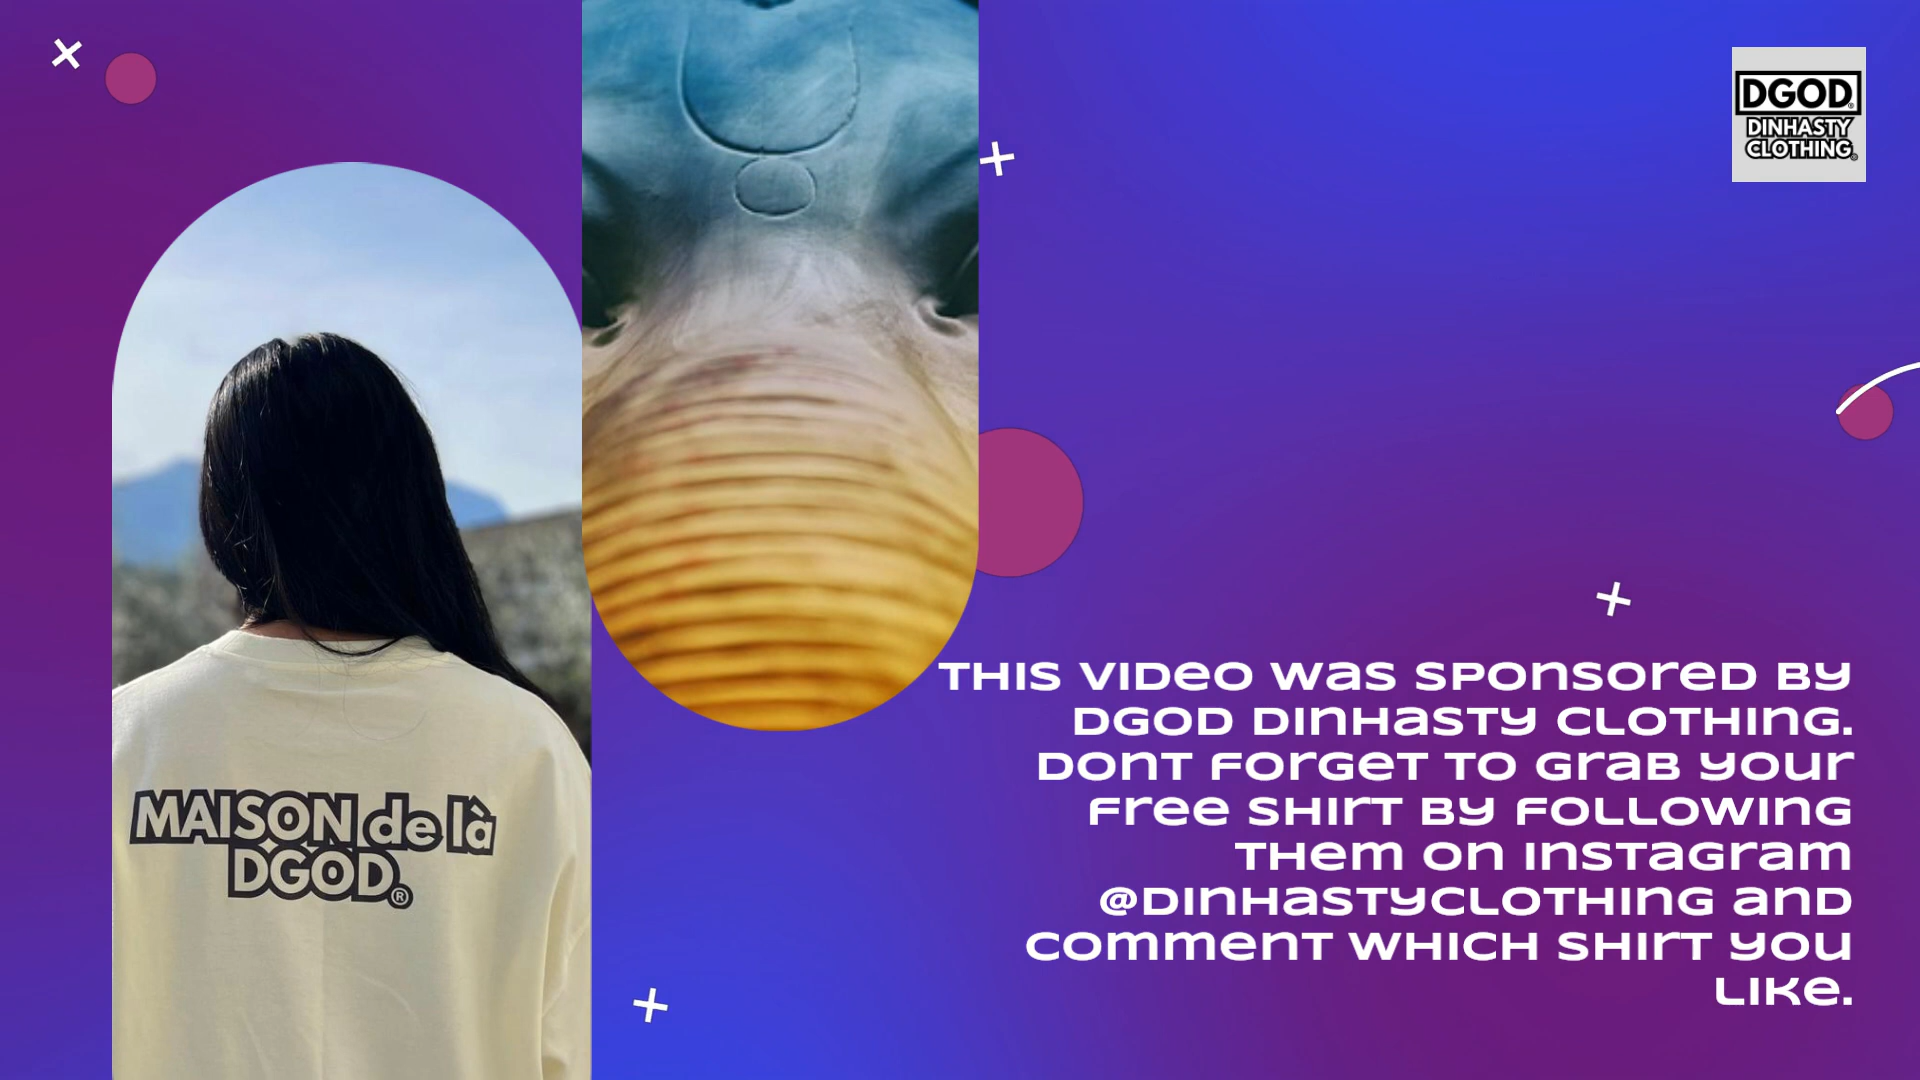 DGOD®
DINHASTY
CLOTHING®
MAISON de là
DGOD®
THIS VIDEO WAS SPONSORED BY
DGOD DINHASTY CLOTHING.
DONT FORGET TO GRAB YOUR
FREE SHIRT BY FOLLOWING
THEM ON INSTAGRAM
@DINHASTYCLOTHING AND
COMMENT WHICH SHIRT YOU
LIKE.